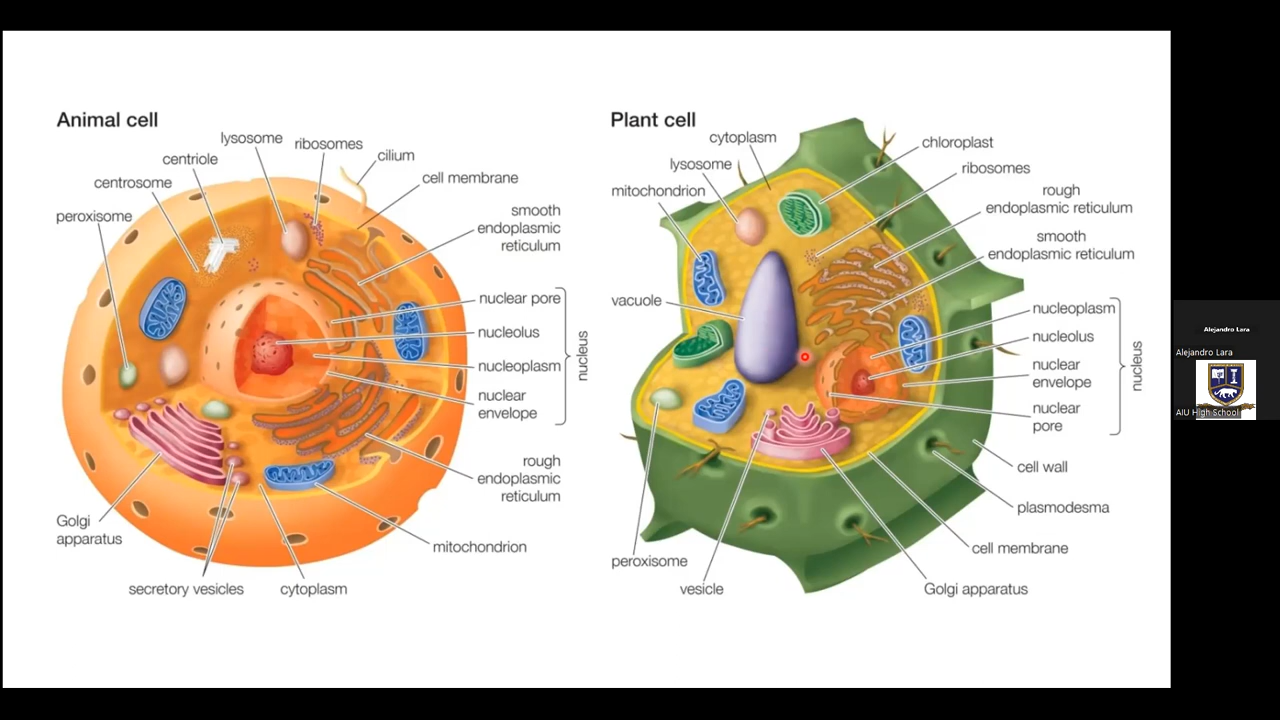 Animal cell
lysosome
ribosomes
centriole
cilium
centrosome
cell membrane
peroxisome
smooth
endoplasmic
reticulum
nuclear pore
nucleolus
nucleoplasm
nuclear
envelope
nucleus
rough
endoplasmic
reticulum
Golgi
apparatus
mitochondrion
secretory vesicles
cytoplasm
Plant cell
cytoplasm
chloroplast
lysosome
ribosomes
mitochondrion
rough
endoplasmic reticulum
smooth
endoplasmic reticulum
vacuole
nucleoplasm
nucleolus
nuclear
envelope
nuclear
pore
nucleus
cell wall
plasmodesma
cell membrane
peroxisome
vesicle
Golgi apparatus
Alejandro Lara
Alejandro Lara
AIU High School